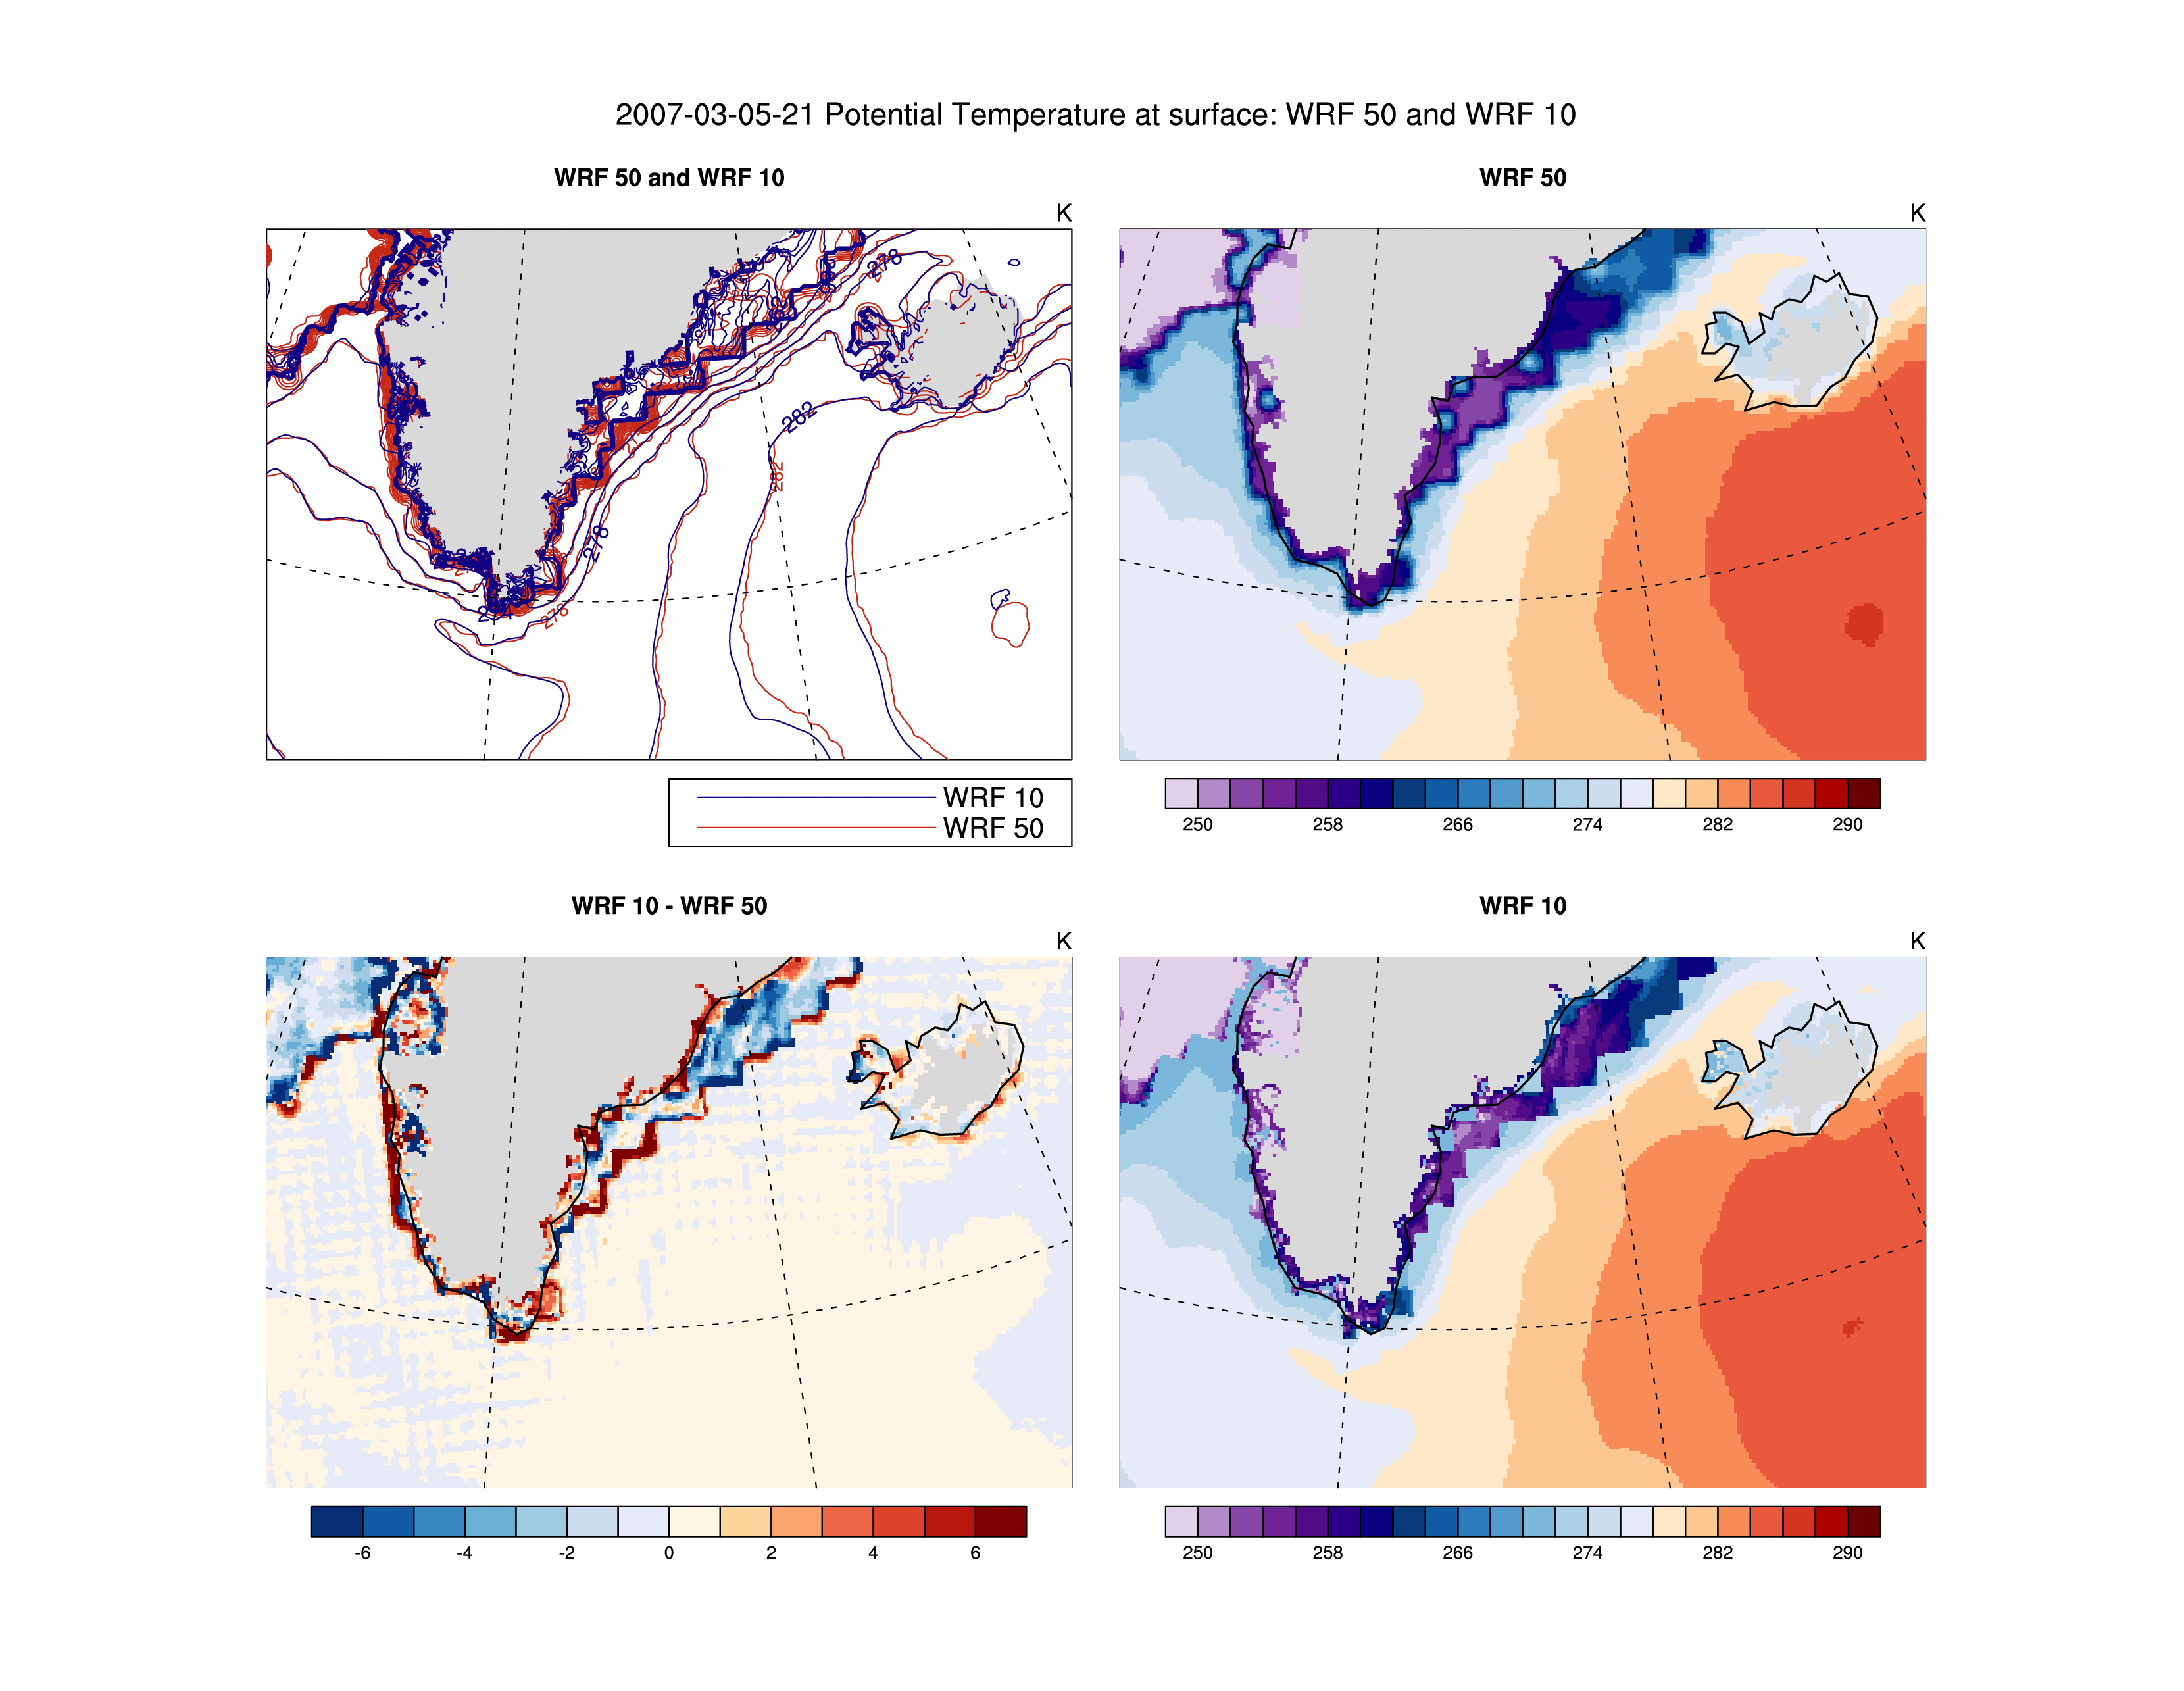 2007-03-05-21 Potential Temperature at surface: WRF 50 and WRF 10
WRF 50 and WRF 10
K
278
282
282
278
278
WRF 10
WRF 50
WRF 50
K
250 258 266 274 282 290
WRF 10 - WRF 50
K
-6 -4 -2 0 2 4 6
WRF 10
K
250 258 266 274 282 290